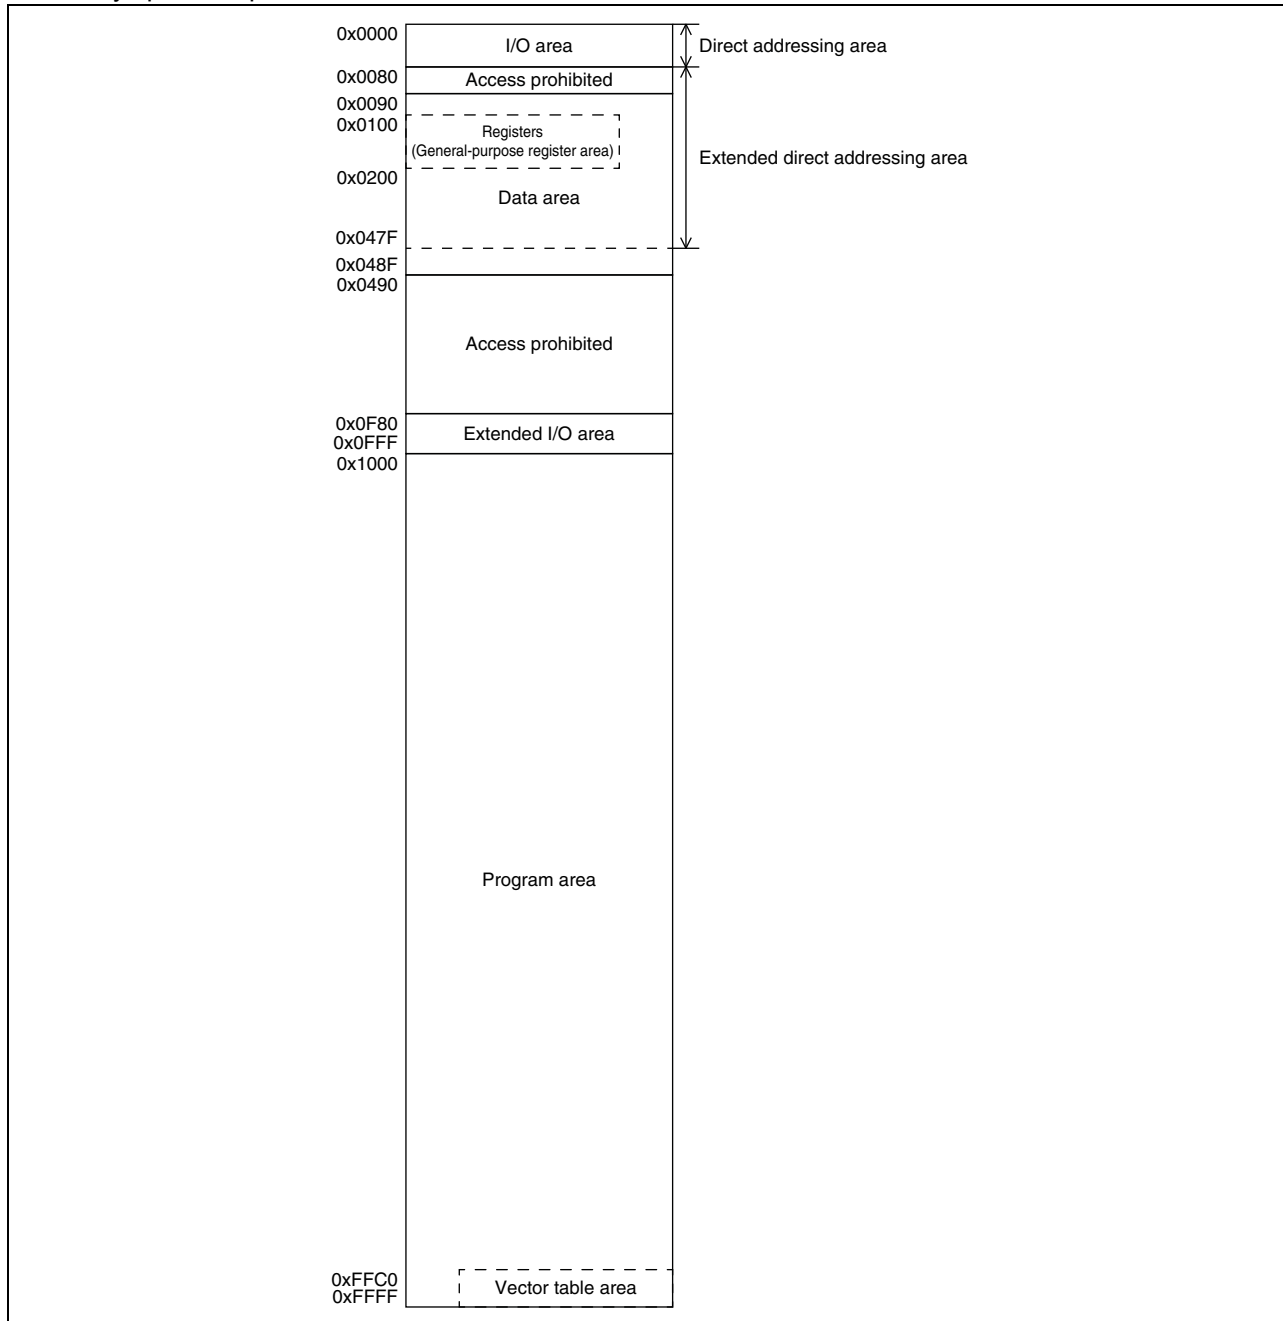 0x0000
I/O area
Direct addressing area
0x0080
Access prohibited
0x0090
0x0100
Registers
(General-purpose register area)
Extended direct addressing area
0x0200
Data area
0x047F
0x048F
0x0490
Access prohibited
0x0F80
Extended I/O area
0x0FFF
0x1000
Program area
0xFFC0
Vector table area
0xFFFF